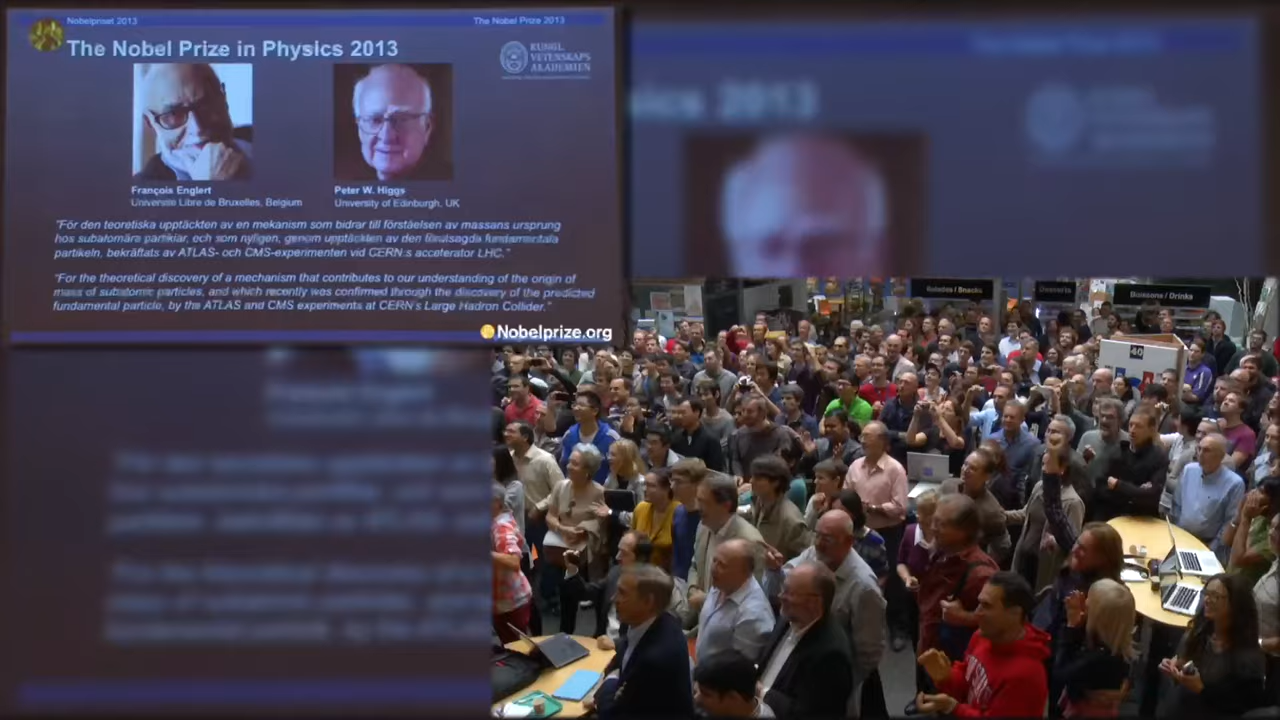 Nobelpriset 2013
The Nobel Prize 2013
The Nobel Prize in Physics 2013
KUNGL.
VETENSKAPS
AKADEMIEN
François Englert
Université Libre de Bruxelles, Belgium
Peter W. Higgs
University of Edinburgh, UK
"För den teoretiska upptäckten av en mekanism som bidrar till förståelsen av massans ursprung
hos subatomära partiklar, och som nyligen, genom upptäckten av den förutsagda fundamentala
partikeln, bekräftats av ATLAS- och CMS-experimenten vid CERN:s accelerator LHC."
"For the theoretical discovery of a mechanism that contributes to our understanding of the origin of
mass of subatomic particles, and which recently was confirmed through the discovery of the predicted
fundamental particle, by the ATLAS and CMS experiments at CERN's Large Hadron Collider."
Nobelprize.org
sics 2013
Salades / Snacks
Desserts
Boissons / Drinks
40